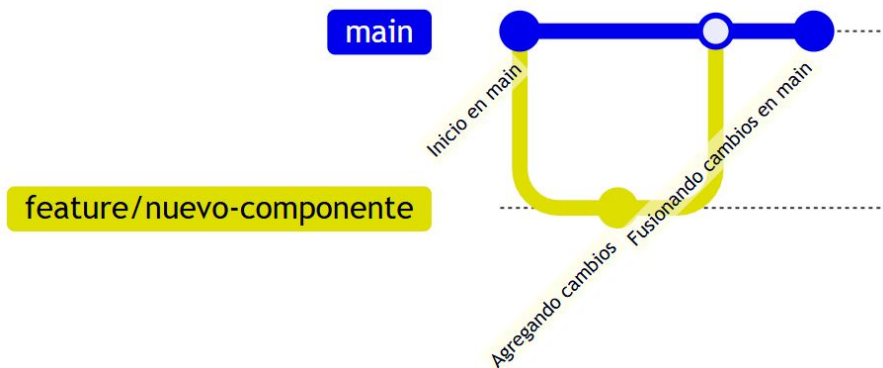 main
Inicio en main
Fusionando cambios en main
feature/nuevo-componente
Agregando cambios